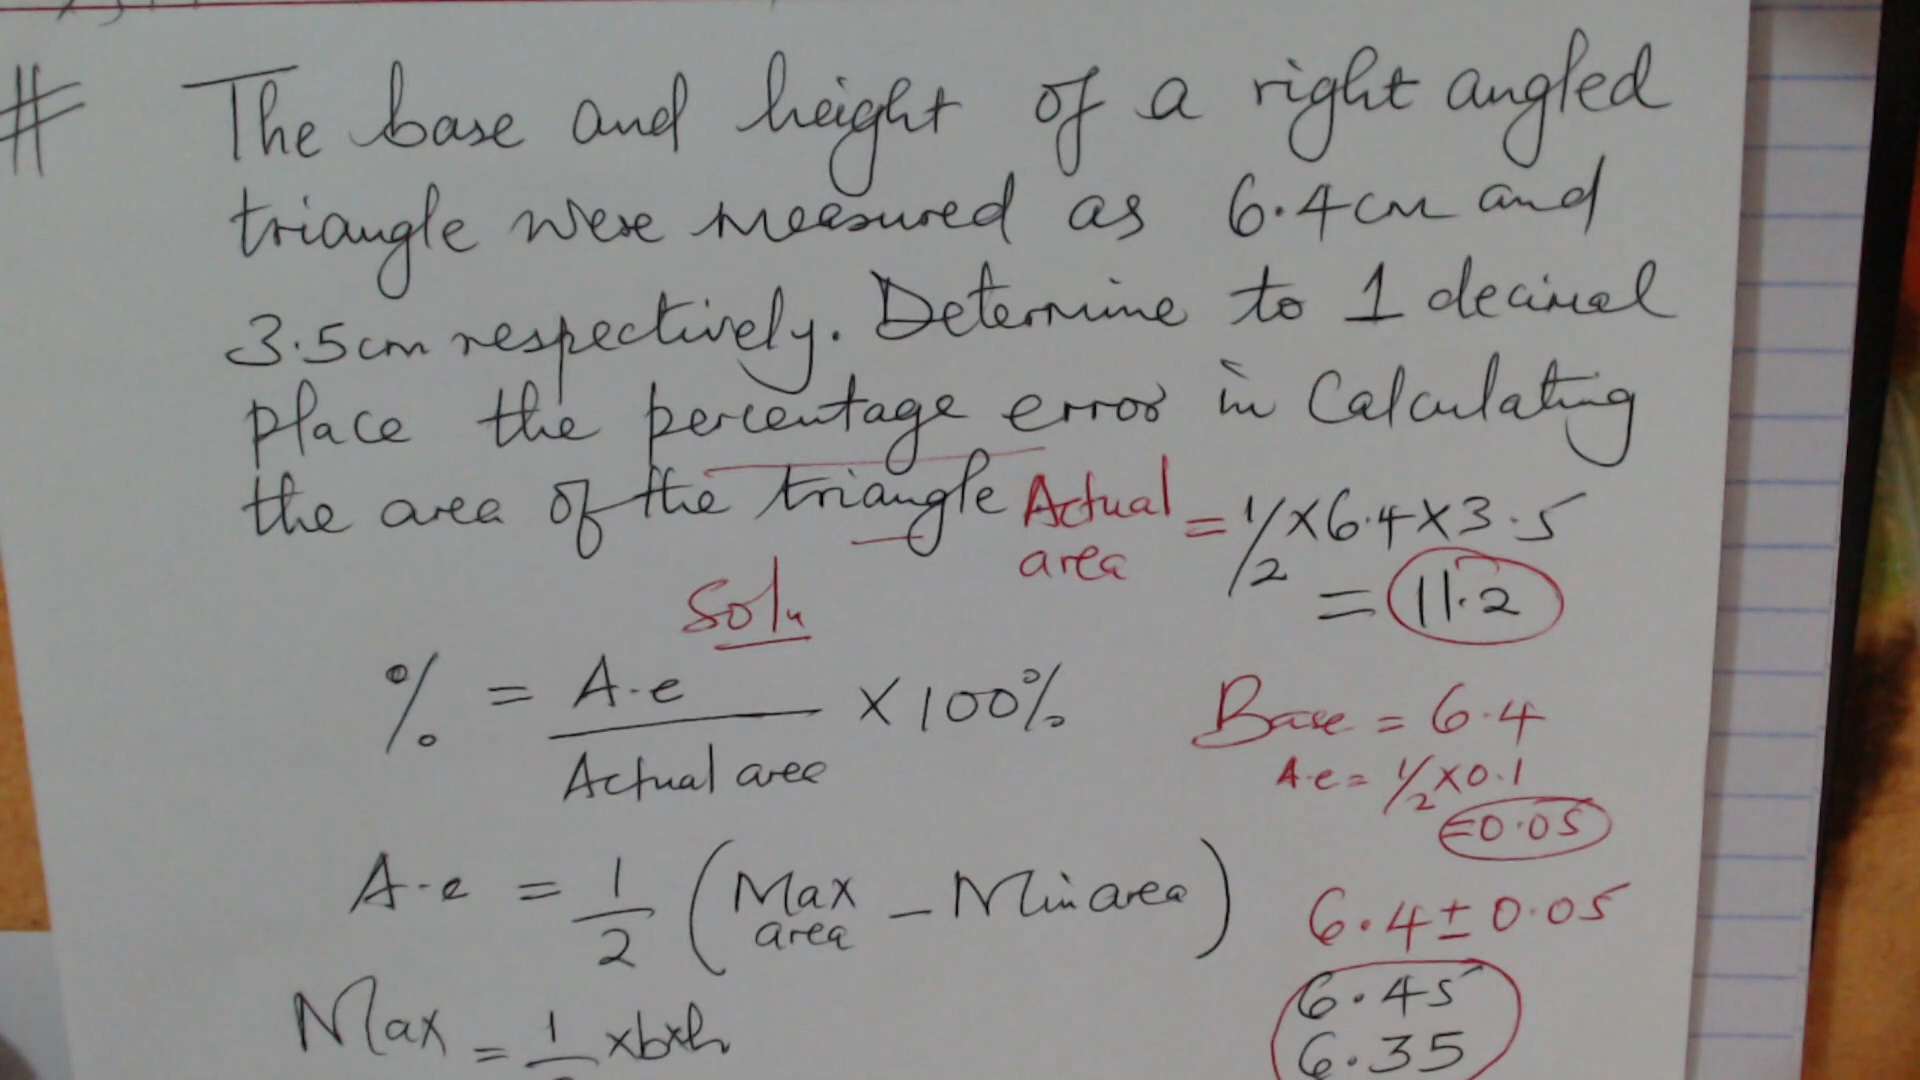 # The base and height of a right angled
triangle were measured as 6.4cm and
3.5cm respectively. Determine to 1 decimal
place the percentage error in Calculating
the area of the triangle
Actual area = 1/2 x 6.4 x 3.5
= 11.2
Soln
% = A.e / Actual area x 100%
Base = 6.4
A.e = 1/2 x 0.1
= 0.05
A.e = 1/2 (Max area - Min area)
6.4 ± 0.05
6.45
6.35
Max = 1 x b x h